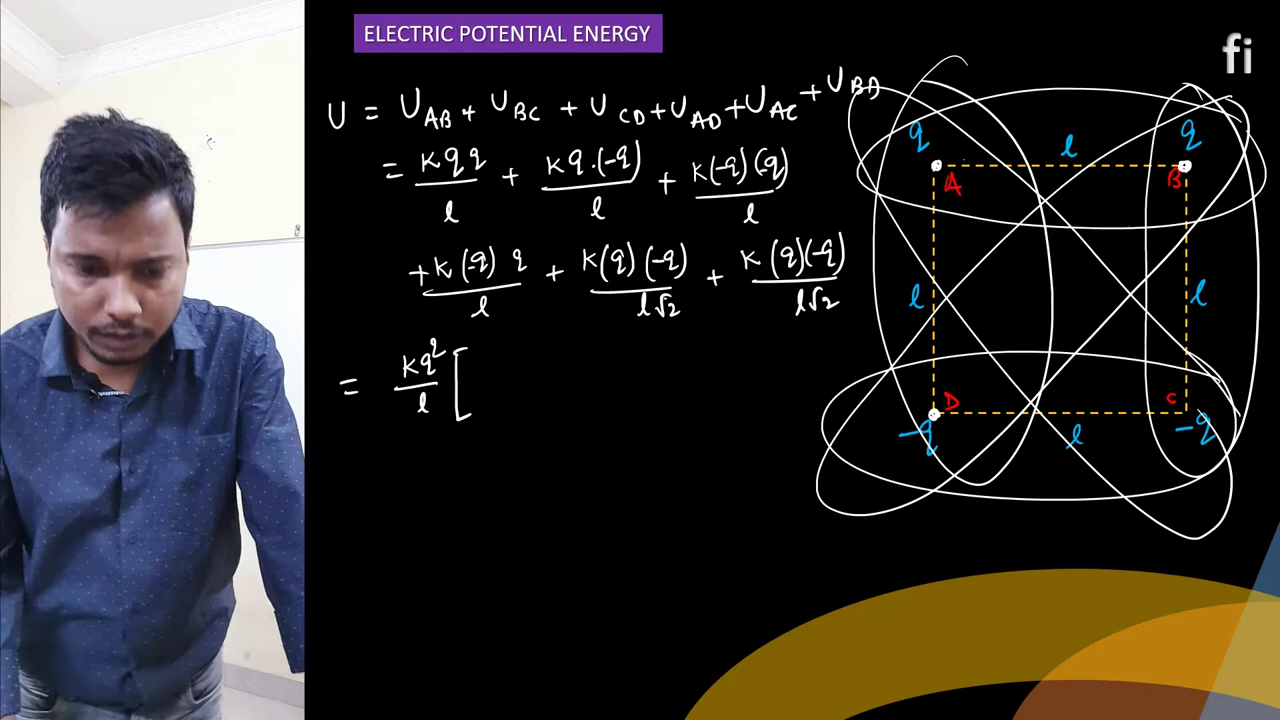 ELECTRIC POTENTIAL ENERGY
fi
U = U_AB + U_BC + U_CD + U_AD + U_AC + U_BD
= Kqq/l + Kq.(-q)/l + K(-q)(-q)/l
+K(-q)q/l + K(q)(-q)/l√2 + K(q)(-q)/l√2
= Kq²/l [
q l q
A B
l l
D C
-q l -q